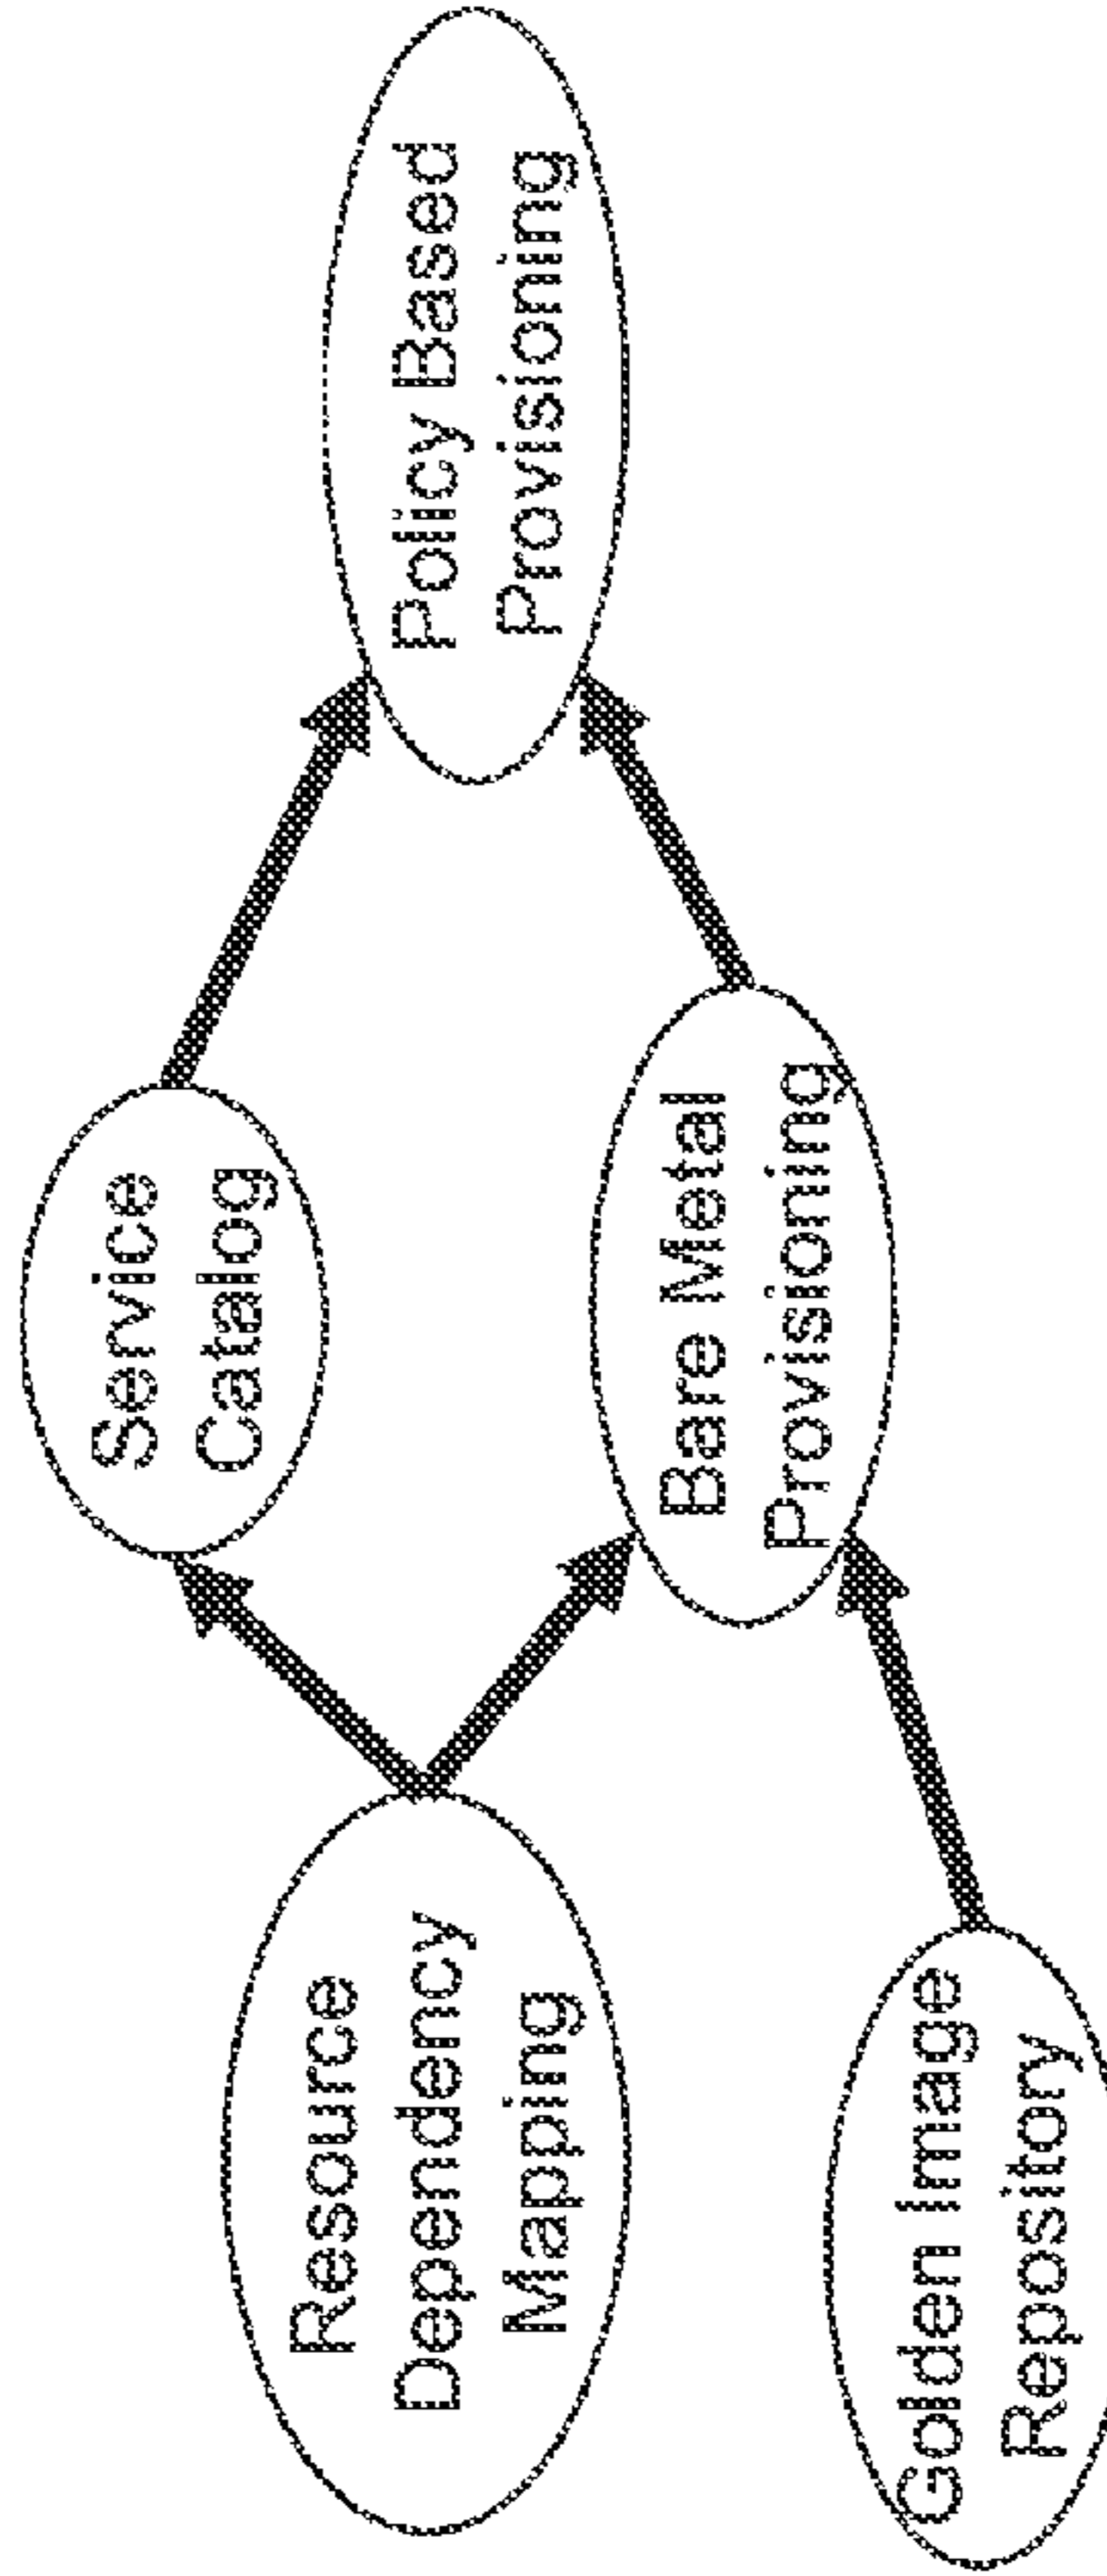 Resource
Dependency
Mapping
Golden Image
Repository
Service
Catalog
Bare Metal
Provisioning
Policy Based
Provisioning